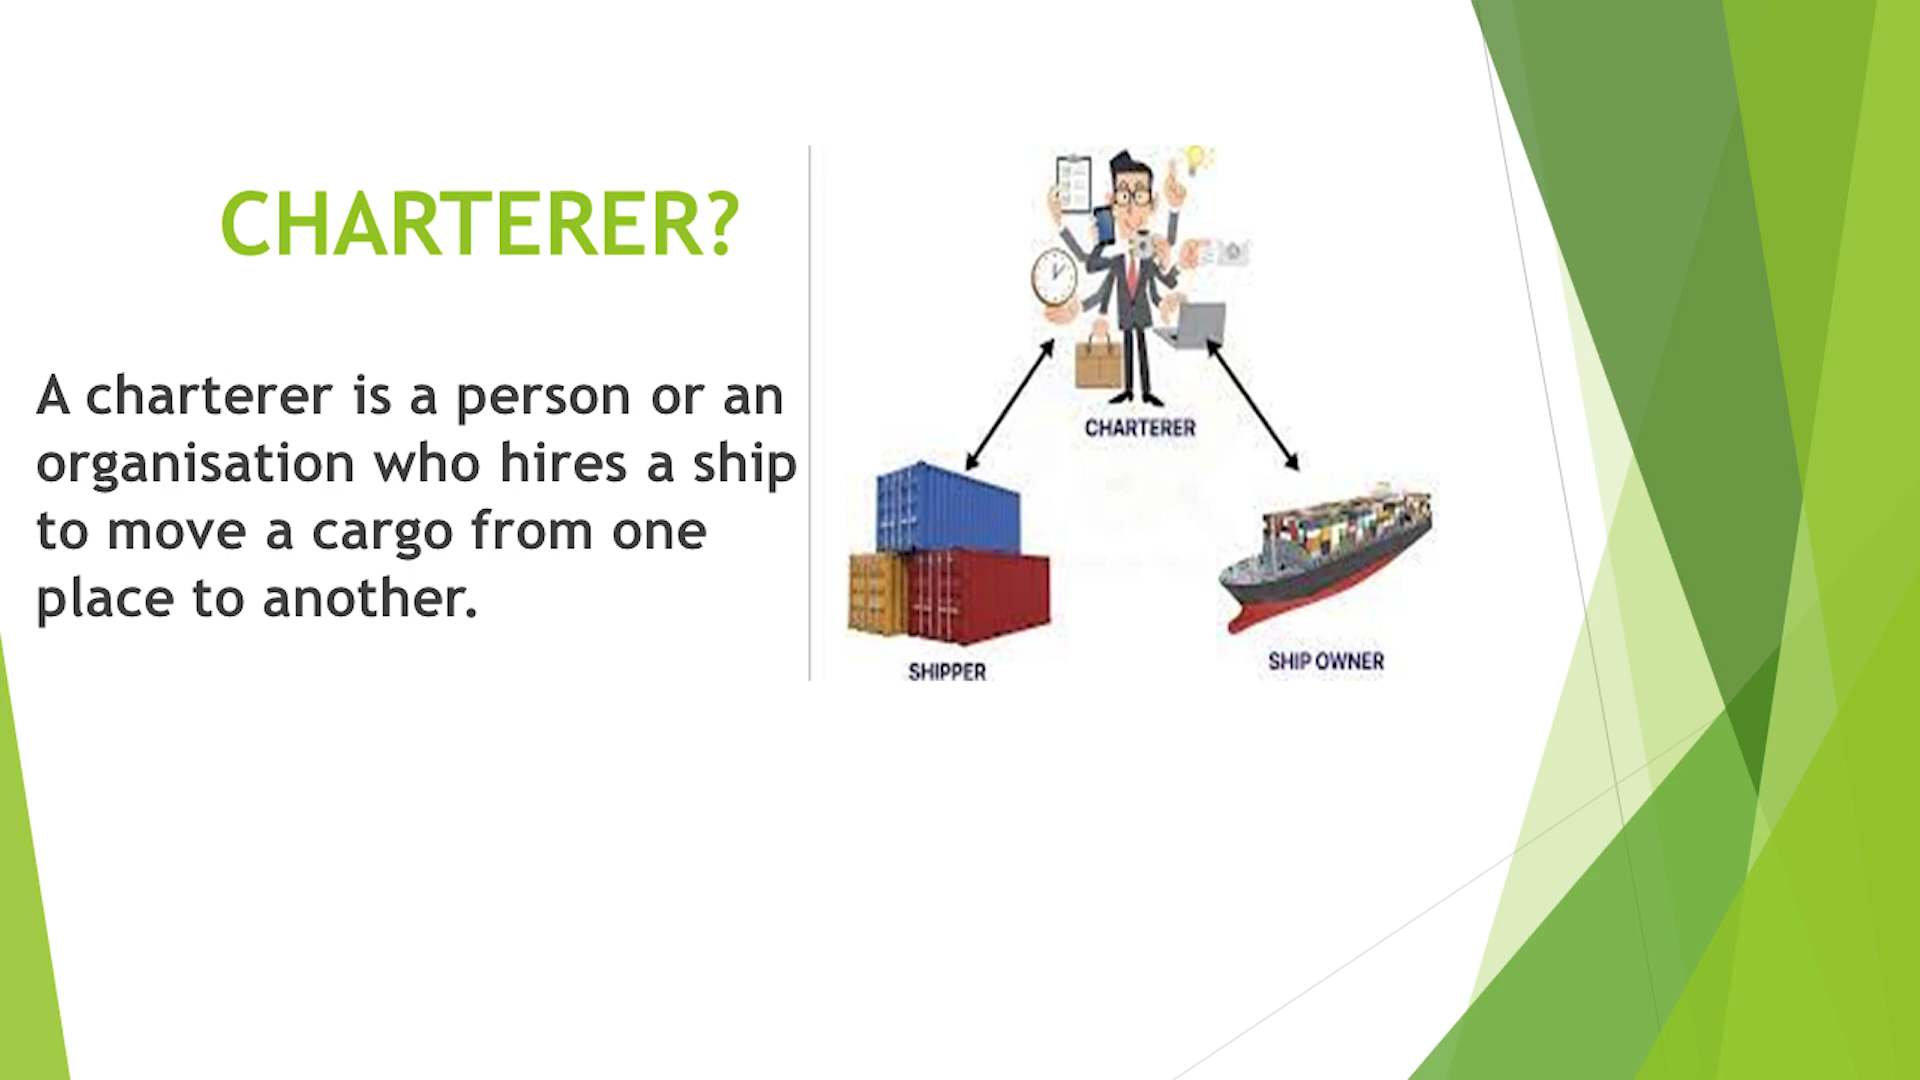 CHARTERER?
A charterer is a person or an
organisation who hires a ship
to move a cargo from one
place to another.
CHARTERER
SHIPPER
SHIP OWNER